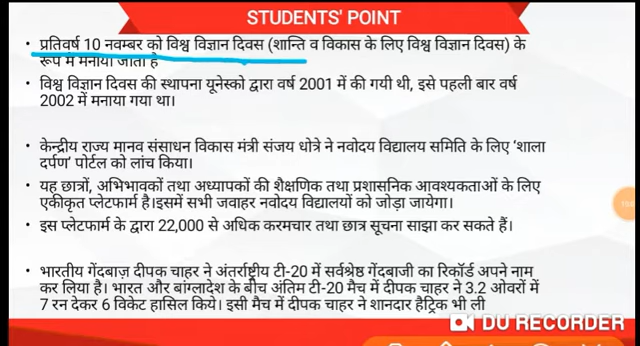 STUDENTS' POINT
• प्रतिवर्ष 10 नवम्बर को विश्व विज्ञान दिवस (शान्ति व विकास के लिए विश्व विज्ञान दिवस) के
रूप में मनाया जाता है
• विश्व विज्ञान दिवस की स्थापना यूनेस्को द्वारा वर्ष 2001 में की गयी थी, इसे पहली बार वर्ष
2002 में मनाया गया था।
• केन्द्रीय राज्य मानव संसाधन विकास मंत्री संजय धोत्रे ने नवोदय विद्यालय समिति के लिए 'शाला
दर्पण' पोर्टल को लांच किया।
• यह छात्रों, अभिभावकों तथा अध्यापकों की शैक्षणिक तथा प्रशासनिक आवश्यकताओं के लिए
एकीकृत प्लेटफार्म है।इसमें सभी जवाहर नवोदय विद्यालयों को जोड़ा जायेगा।
• इस प्लेटफार्म के द्वारा 22,000 से अधिक करमचार तथा छात्र सूचना साझा कर सकते हैं।
• भारतीय गेंदबाज़ दीपक चाहर ने अंतर्राष्ट्रीय टी-20 में सर्वश्रेष्ठ गेंदबाजी का रिकॉर्ड अपने नाम
कर लिया है। भारत और बांग्लादेश के बीच अंतिम टी-20 मैच में दीपक चाहर ने 3.2 ओवरों में
7 रन देकर 6 विकेट हासिल किये। इसी मैच में दीपक चाहर ने शानदार हैट्रिक भी ली
DU RECORDER